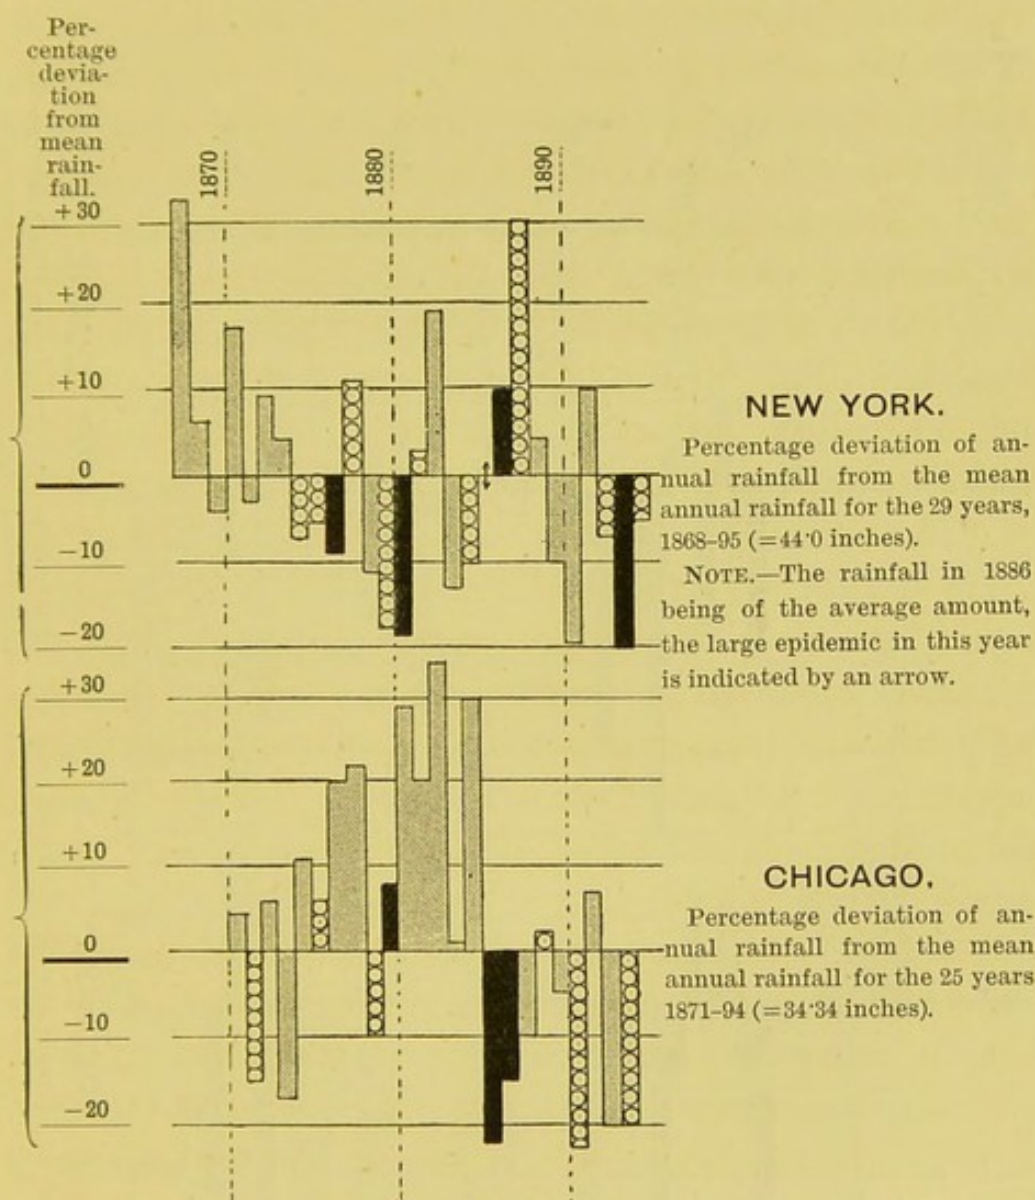 Per-
centage
devia-
tion
from
mean
rain-
fall.
+30
+20
+10
0
−10
−20
1870
1880
1890
NEW YORK.
Percentage deviation of an-
nual rainfall from the mean
annual rainfall for the 29 years,
1868–95 (=44·0 inches).
NOTE.—The rainfall in 1886
being of the average amount,
the large epidemic in this year
is indicated by an arrow.
+30
+20
+10
0
−10
−20
CHICAGO.
Percentage deviation of an-
nual rainfall from the mean
annual rainfall for the 25 years
1871–94 (=34·34 inches).